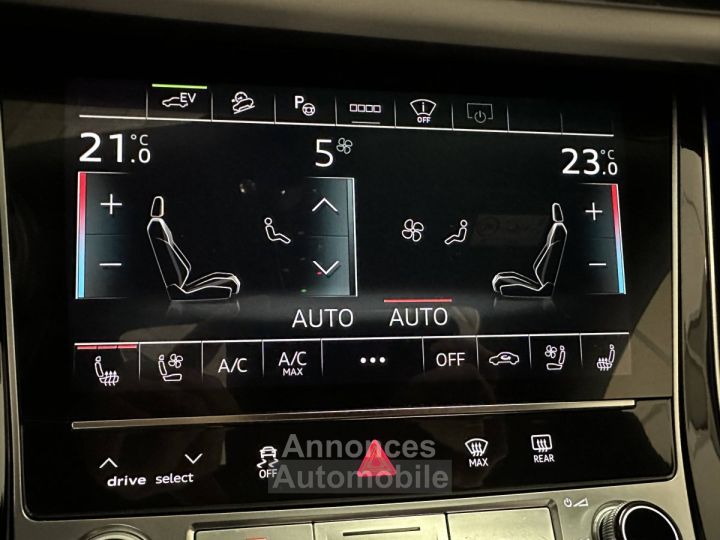 EV P OFF
21.0 °C 5 23.0 °C
+ +
− −
AUTO AUTO
A/C A/C MAX ••• OFF
drive select OFF MAX REAR
Annonces
Automobile